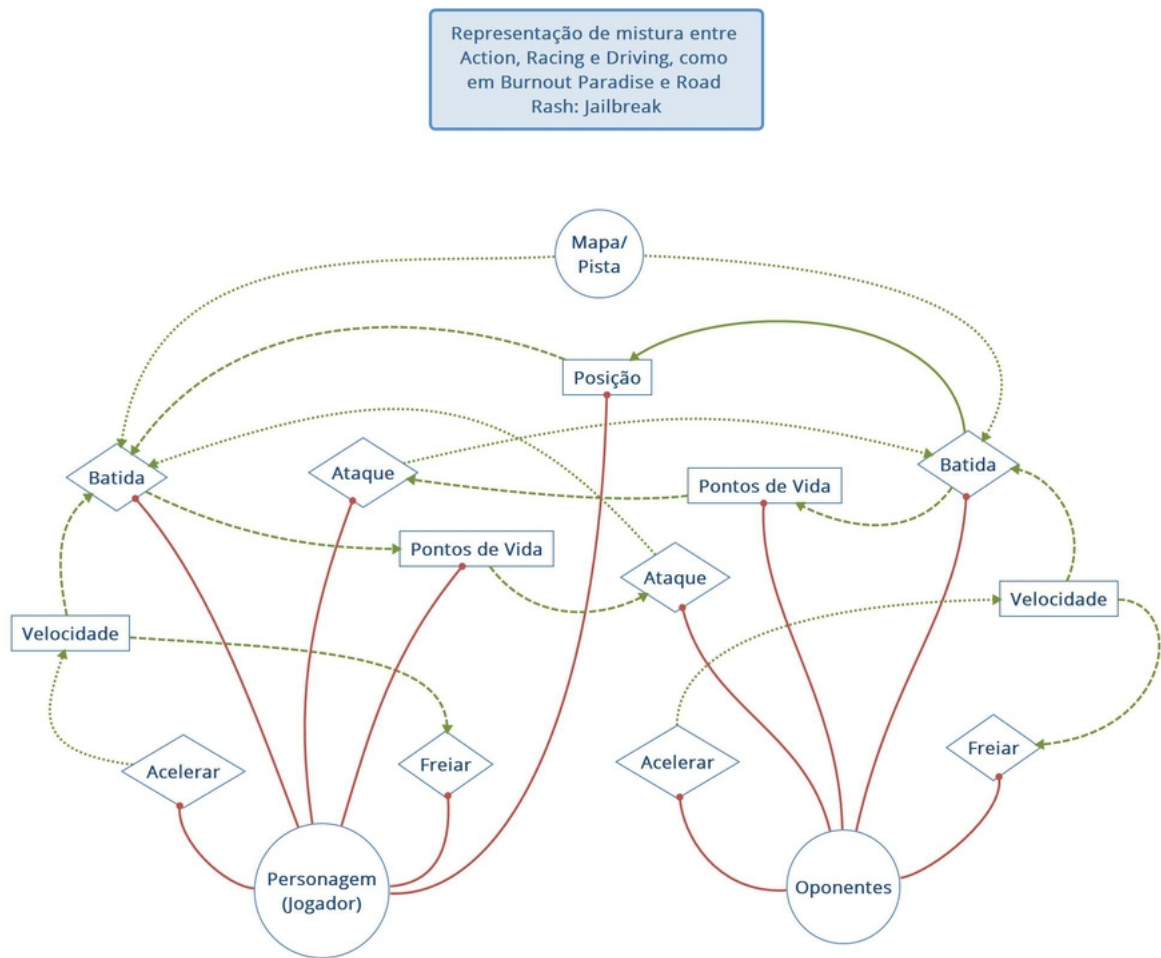 Representação de mistura entre
Action, Racing e Driving, como
em Burnout Paradise e Road
Rash: Jailbreak
Mapa/
Pista
Posição
Batida
Ataque
Batida
Pontos de Vida
Pontos de Vida
Ataque
Velocidade
Velocidade
Acelerar
Freiar
Acelerar
Freiar
Personagem
(Jogador)
Oponentes